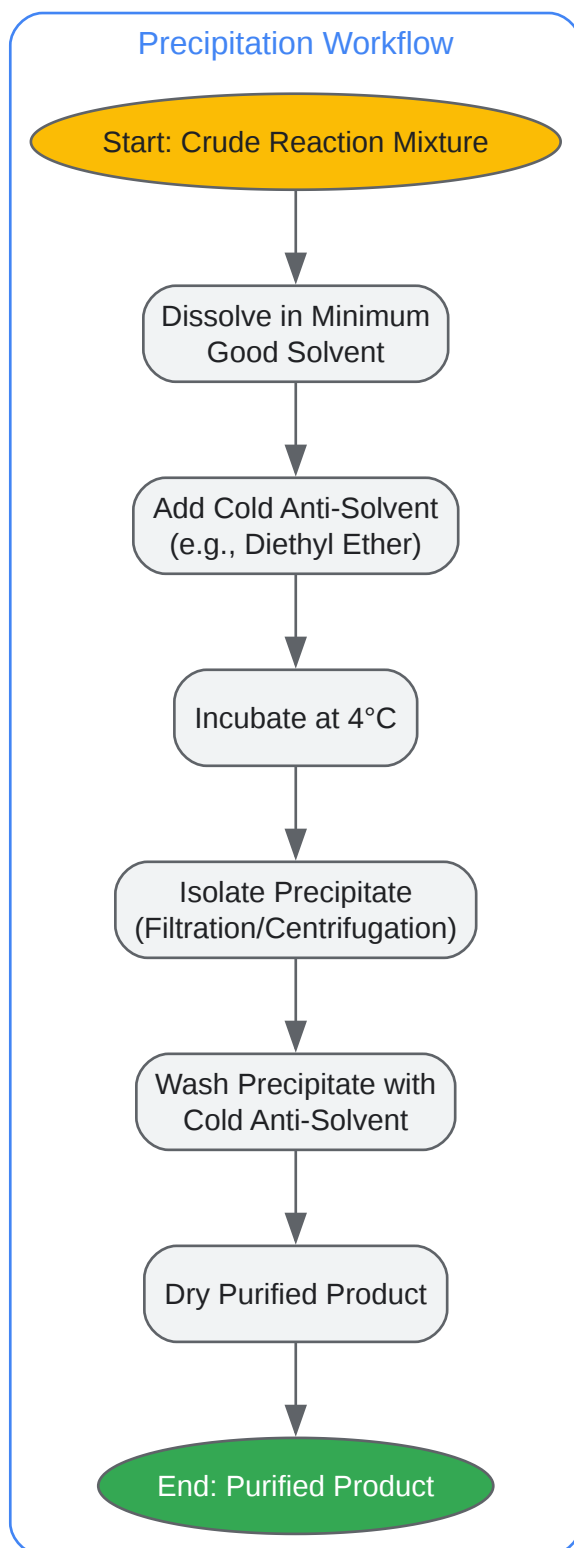 Precipitation Workflow
Start: Crude Reaction Mixture
Dissolve in Minimum
Good Solvent
Add Cold Anti-Solvent
(e.g., Diethyl Ether)
Incubate at 4°C
Isolate Precipitate
(Filtration/Centrifugation)
Wash Precipitate with
Cold Anti-Solvent
Dry Purified Product
End: Purified Product